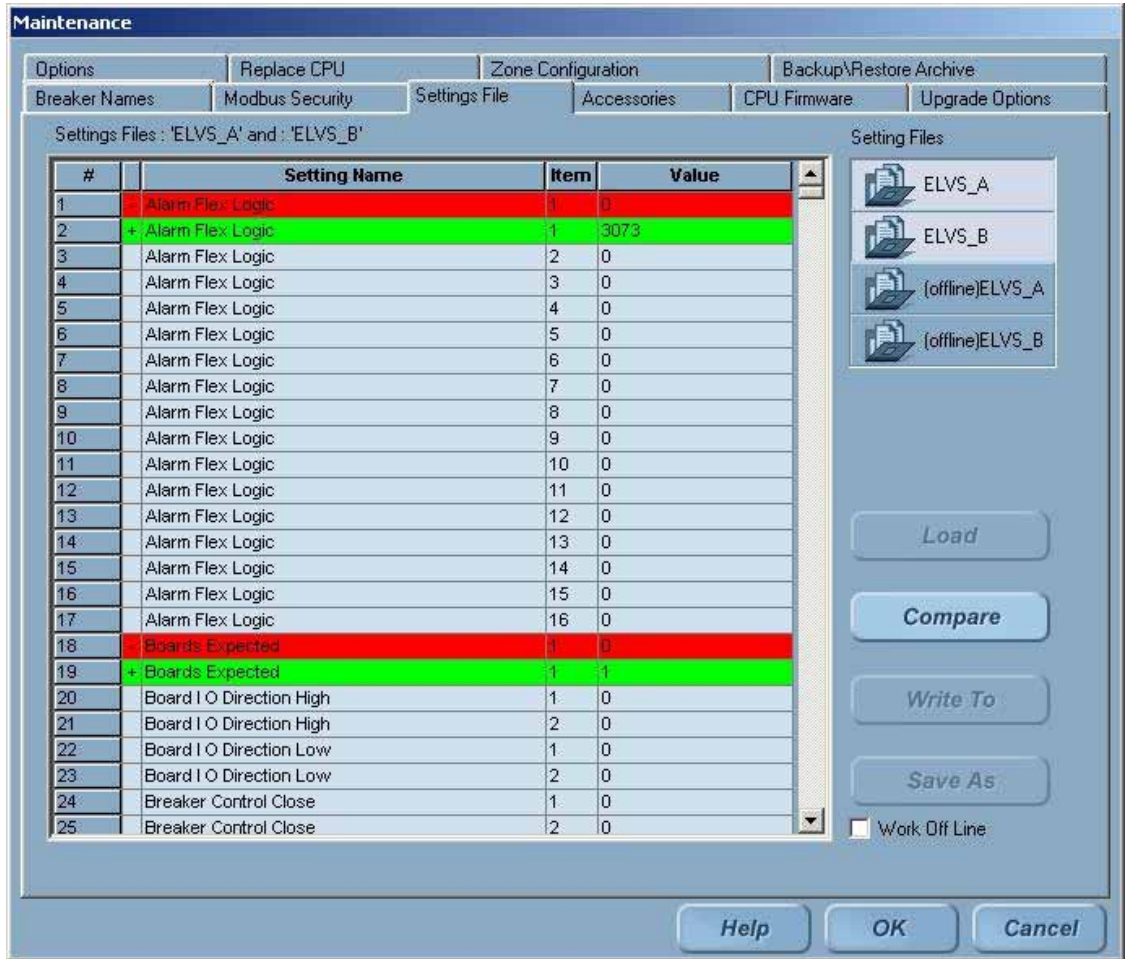 Maintenance
Options Replace CPU Zone Configuration Backup\Restore Archive
Breaker Names Modbus Security Settings File Accessories CPU Firmware Upgrade Options
Settings Files : 'ELVS_A' and : 'ELVS_B'
Setting Files
# Setting Name Item Value
1 - Alarm Flex Logic 1 0
2 + Alarm Flex Logic 1 3073
3 Alarm Flex Logic 2 0
4 Alarm Flex Logic 3 0
5 Alarm Flex Logic 4 0
6 Alarm Flex Logic 5 0
7 Alarm Flex Logic 6 0
8 Alarm Flex Logic 7 0
9 Alarm Flex Logic 8 0
10 Alarm Flex Logic 9 0
11 Alarm Flex Logic 10 0
12 Alarm Flex Logic 11 0
13 Alarm Flex Logic 12 0
14 Alarm Flex Logic 13 0
15 Alarm Flex Logic 14 0
16 Alarm Flex Logic 15 0
17 Alarm Flex Logic 16 0
18 - Boards Expected 1 0
19 + Boards Expected 1 1
20 Board I O Direction High 1 0
21 Board I O Direction High 2 0
22 Board I O Direction Low 1 0
23 Board I O Direction Low 2 0
24 Breaker Control Close 1 0
25 Breaker Control Close 2 0
ELVS_A
ELVS_B
(offline)ELVS_A
(offline)ELVS_B
Load
Compare
Write To
Save As
Work Off Line
Help OK Cancel